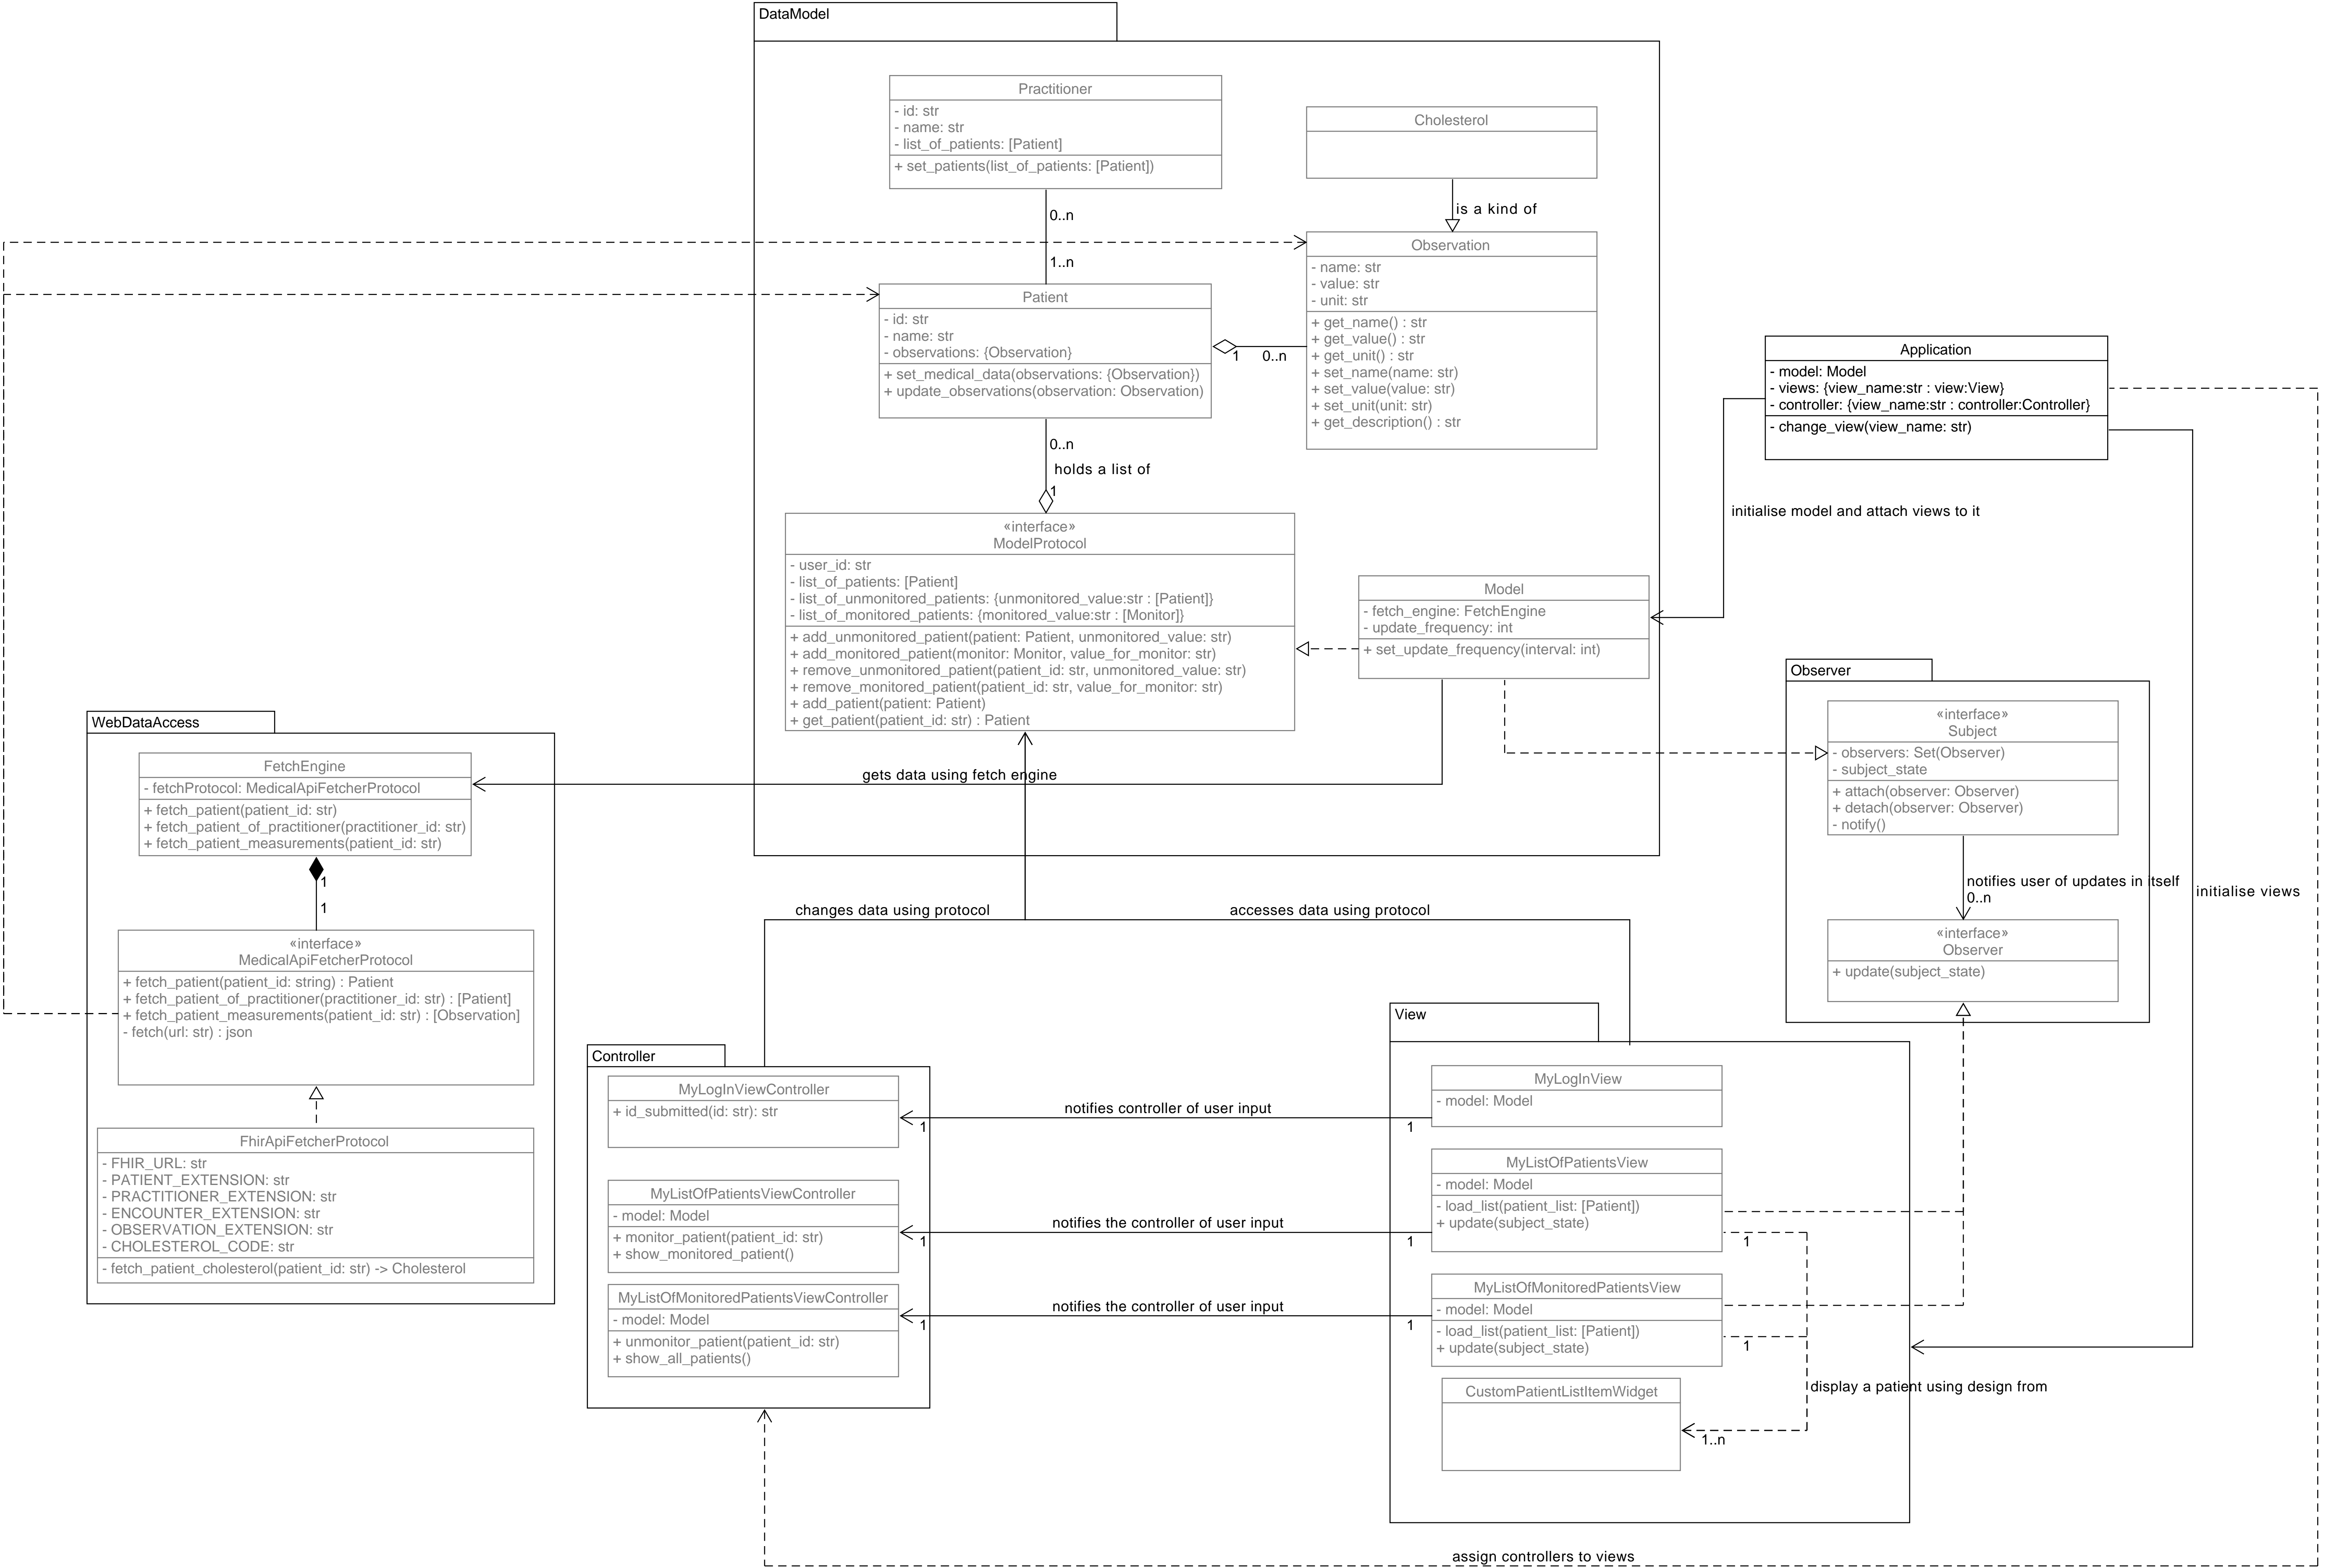 DataModel
Practitioner
- id: str
- name: str
- list_of_patients: [Patient]
+ set_patients(list_of_patients: [Patient])
Cholesterol
is a kind of
0..n
1..n
Observation
- name: str
- value: str
- unit: str
+ get_name() : str
+ get_value() : str
+ get_unit() : str
+ set_name(name: str)
+ set_value(value: str)
+ set_unit(unit: str)
+ get_description() : str
Patient
- id: str
- name: str
- observations: {Observation}
+ set_medical_data(observations: {Observation})
+ update_observations(observation: Observation)
1
0..n
0..n
holds a list of
1
Application
- model: Model
- views: {view_name:str : view:View}
- controller: {view_name:str : controller:Controller}
- change_view(view_name: str)
initialise model and attach views to it
«interface»
ModelProtocol
- user_id: str
- list_of_patients: [Patient]
- list_of_unmonitored_patients: {unmonitored_value:str : [Patient]}
- list_of_monitored_patients: {monitored_value:str : [Monitor]}
+ add_unmonitored_patient(patient: Patient, unmonitored_value: str)
+ add_monitored_patient(monitor: Monitor, value_for_monitor: str)
+ remove_unmonitored_patient(patient_id: str, unmonitored_value: str)
+ remove_monitored_patient(patient_id: str, value_for_monitor: str)
+ add_patient(patient: Patient)
+ get_patient(patient_id: str) : Patient
Model
- fetch_engine: FetchEngine
- update_frequency: int
+ set_update_frequency(interval: int)
Observer
«interface»
Subject
- observers: Set(Observer)
- subject_state
+ attach(observer: Observer)
+ detach(observer: Observer)
- notify()
notifies user of updates in itself
0..n
«interface»
Observer
+ update(subject_state)
initialise views
WebDataAccess
FetchEngine
- fetchProtocol: MedicalApiFetcherProtocol
+ fetch_patient(patient_id: str)
+ fetch_patient_of_practitioner(practitioner_id: str)
+ fetch_patient_measurements(patient_id: str)
gets data using fetch engine
1
1
«interface»
MedicalApiFetcherProtocol
+ fetch_patient(patient_id: string) : Patient
+ fetch_patient_of_practitioner(practitioner_id: str) : [Patient]
+ fetch_patient_measurements(patient_id: str) : [Observation]
- fetch(url: str) : json
FhirApiFetcherProtocol
- FHIR_URL: str
- PATIENT_EXTENSION: str
- PRACTITIONER_EXTENSION: str
- ENCOUNTER_EXTENSION: str
- OBSERVATION_EXTENSION: str
- CHOLESTEROL_CODE: str
- fetch_patient_cholesterol(patient_id: str) -> Cholesterol
changes data using protocol
accesses data using protocol
Controller
MyLogInViewController
+ id_submitted(id: str): str
MyListOfPatientsViewController
- model: Model
+ monitor_patient(patient_id: str)
+ show_monitored_patient()
MyListOfMonitoredPatientsViewController
- model: Model
+ unmonitor_patient(patient_id: str)
+ show_all_patients()
notifies controller of user input
1
1
notifies the controller of user input
1
1
notifies the controller of user input
1
1
View
MyLogInView
- model: Model
MyListOfPatientsView
- model: Model
- load_list(patient_list: [Patient])
+ update(subject_state)
1
MyListOfMonitoredPatientsView
- model: Model
- load_list(patient_list: [Patient])
+ update(subject_state)
1
display a patient using design from
CustomPatientListItemWidget
1..n
assign controllers to views